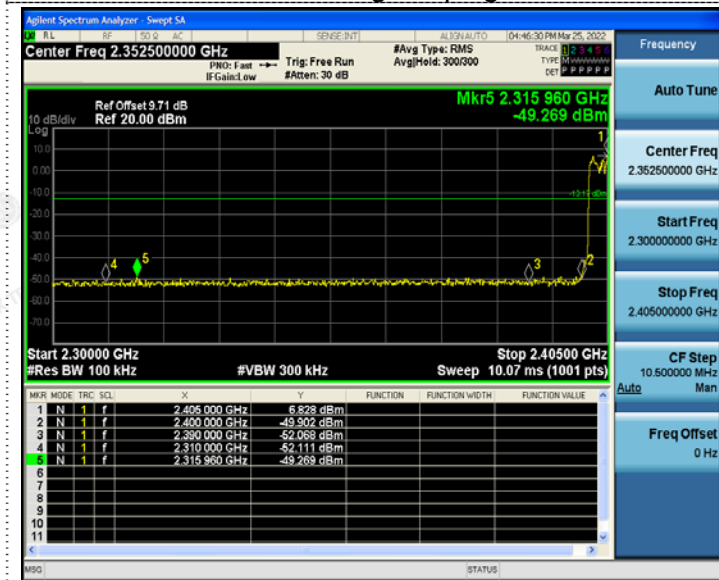 Agilent Spectrum Analyzer - Swept SA
RL RF 50 Ω AC SENSE:INT ALIGN AUTO 04:46:30 PM Mar 25, 2022
Center Freq 2.352500000 GHz
PNO: Fast
IFGain:Low
Trig: Free Run
#Atten: 30 dB
#Avg Type: RMS
Avg|Hold: 300/300
TRACE 1 2 3 4 5 6
TYPE M
DET P P P P P P
Frequency
Auto Tune
Center Freq
2.352500000 GHz
Start Freq
2.300000000 GHz
Stop Freq
2.405000000 GHz
CF Step
10.500000 MHz
Auto Man
Freq Offset
0 Hz
Mkr5 2.315 960 GHz
-49.269 dBm
Ref Offset 9.71 dB
10 dB/div Ref 20.00 dBm
Log
10.0
0.00
-10.0
-20.0
-30.0
-40.0
-50.0
-60.0
-70.0
1
4
5
3
2
Start 2.30000 GHz Stop 2.40500 GHz
#Res BW 100 kHz #VBW 300 kHz Sweep 10.07 ms (1001 pts)
MKR MODE TRC SCL X Y FUNCTION FUNCTION WIDTH FUNCTION VALUE
1 N 1 f 2.405 000 GHz 6.828 dBm
2 N 1 f 2.400 000 GHz -49.902 dBm
3 N 1 f 2.390 000 GHz -52.068 dBm
4 N 1 f 2.310 000 GHz -52.111 dBm
5 N 1 f 2.315 960 GHz -49.269 dBm
6
7
8
9
10
11
MSG STATUS